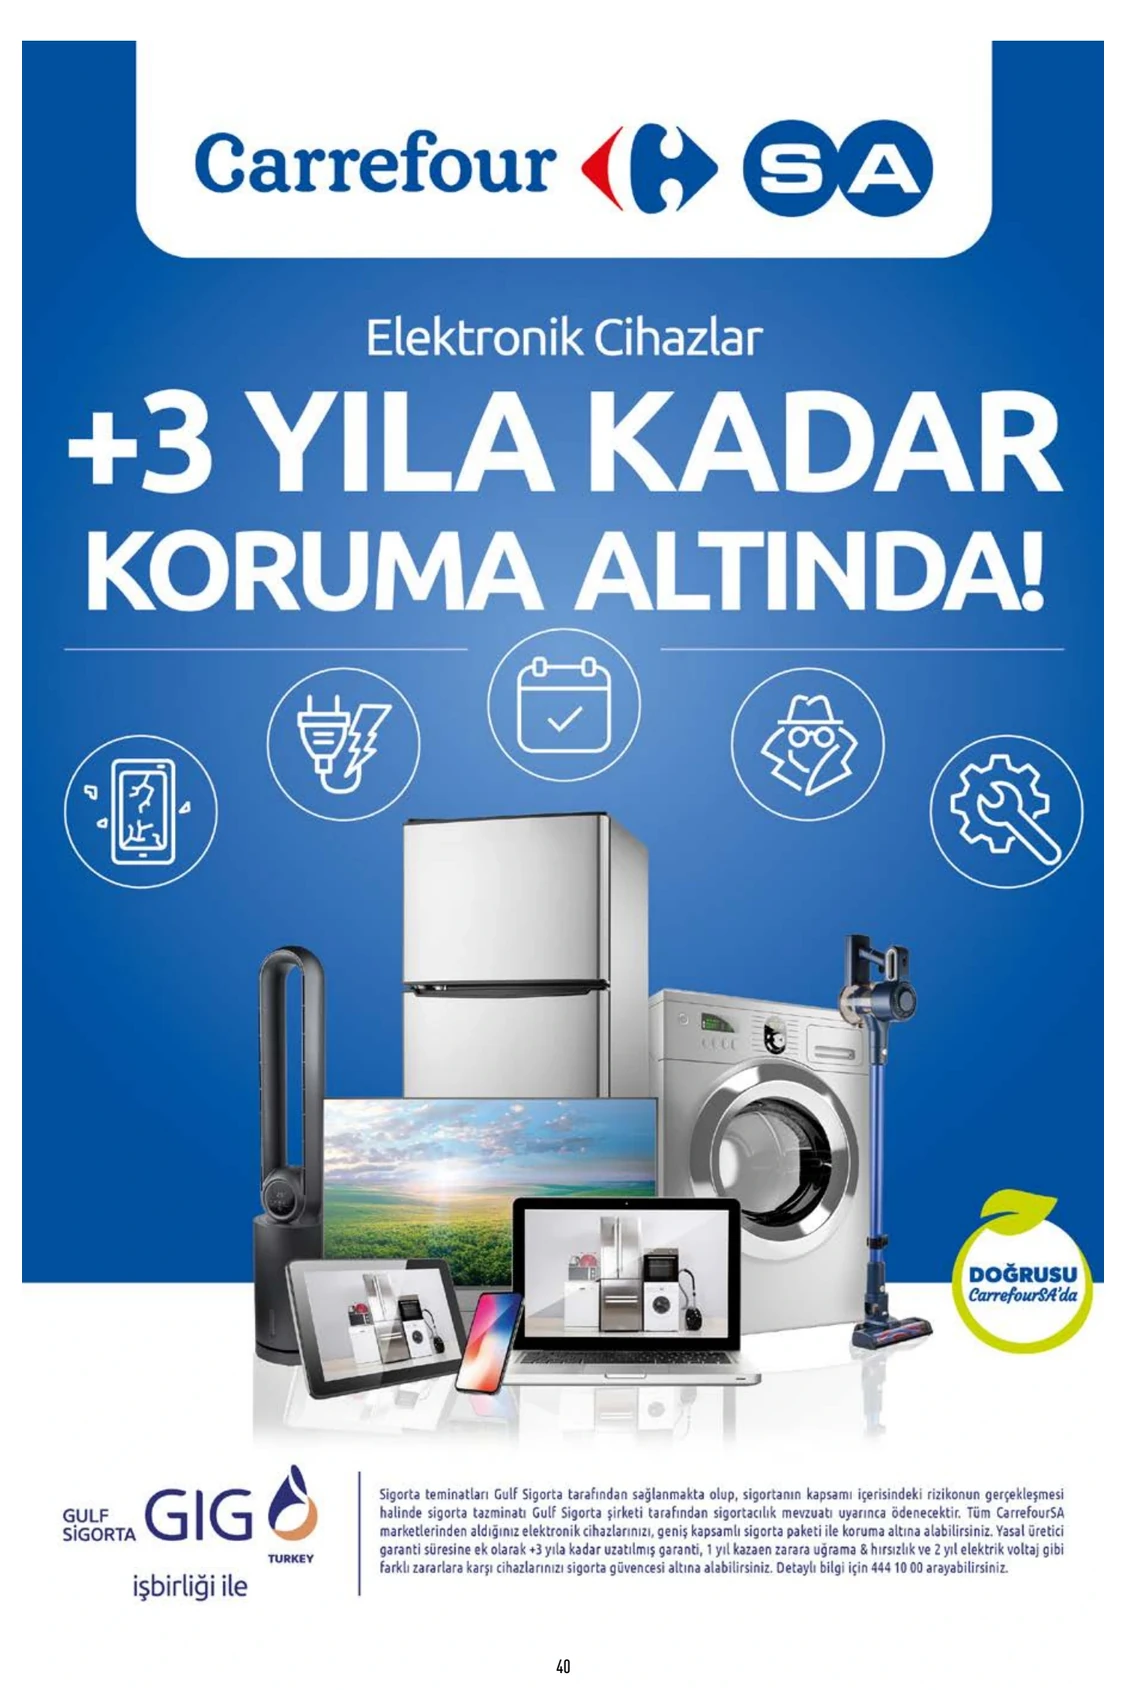 Carrefour SA
Elektronik Cihazlar
+3 YILA KADAR
KORUMA ALTINDA!
DOĞRUSU
CarrefourSA'da
GULF
SİGORTA
GIG
TURKEY
işbirliği ile
Sigorta teminatları Gulf Sigorta tarafından sağlanmakta olup, sigortanın kapsamı içerisindeki rizikonun gerçekleşmesi
halinde sigorta tazminatı Gulf Sigorta şirketi tarafından sigortacılık mevzuatı uyarınca ödenecektir. Tüm CarrefourSA
marketlerinden aldığınız elektronik cihazlarınızı, geniş kapsamlı sigorta paketi ile koruma altına alabilirsiniz. Yasal üretici
garanti süresine ek olarak +3 yıla kadar uzatılmış garanti, 1 yıl kazaen zarara uğrama & hırsızlık ve 2 yıl elektrik voltaj gibi
farklı zararlara karşı cihazlarınızı sigorta güvencesi altına alabilirsiniz. Detaylı bilgi için 444 10 00 arayabilirsiniz.
40